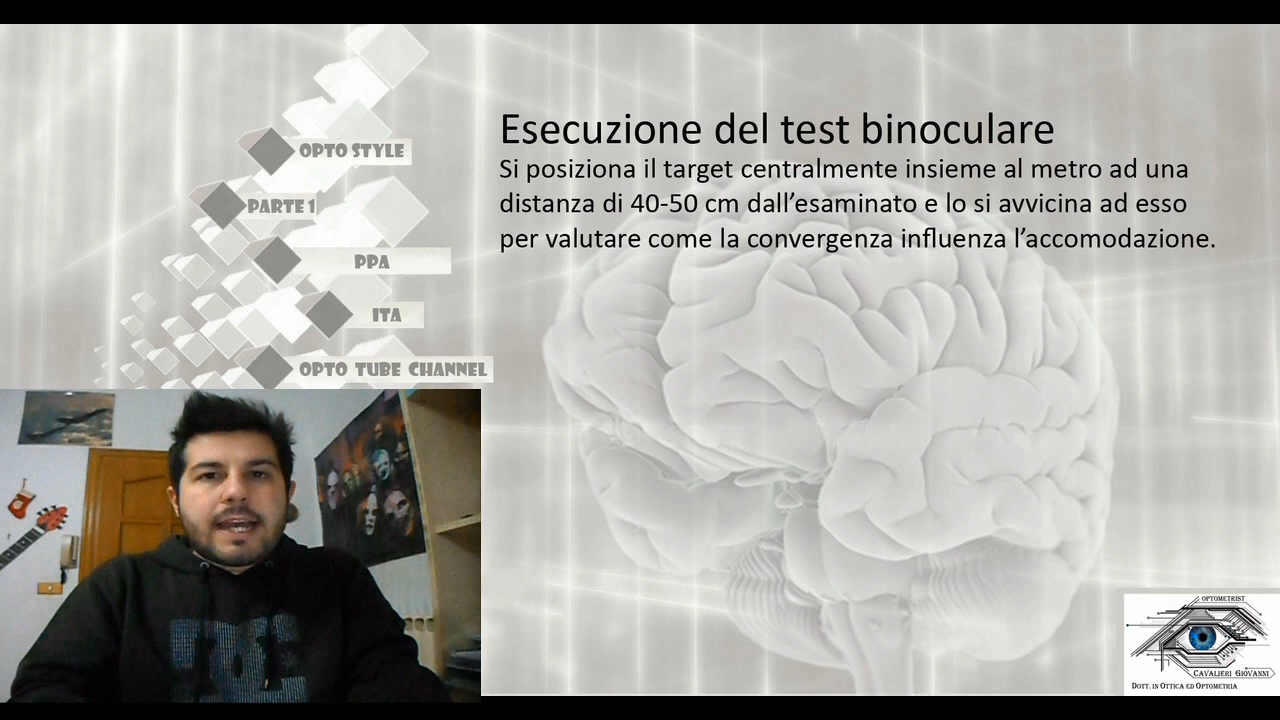 OPTO STYLE
PARTE 1
PPA
ITA
OPTO TUBE CHANNEL
Esecuzione del test binoculare
Si posiziona il target centralmente insieme al metro ad una
distanza di 40-50 cm dall’esaminato e lo si avvicina ad esso
per valutare come la convergenza influenza l’accomodazione.
OPTOMETRIST
CAVALIERI GIOVANNI
DOTT. IN OTTICA ED OPTOMETRIA